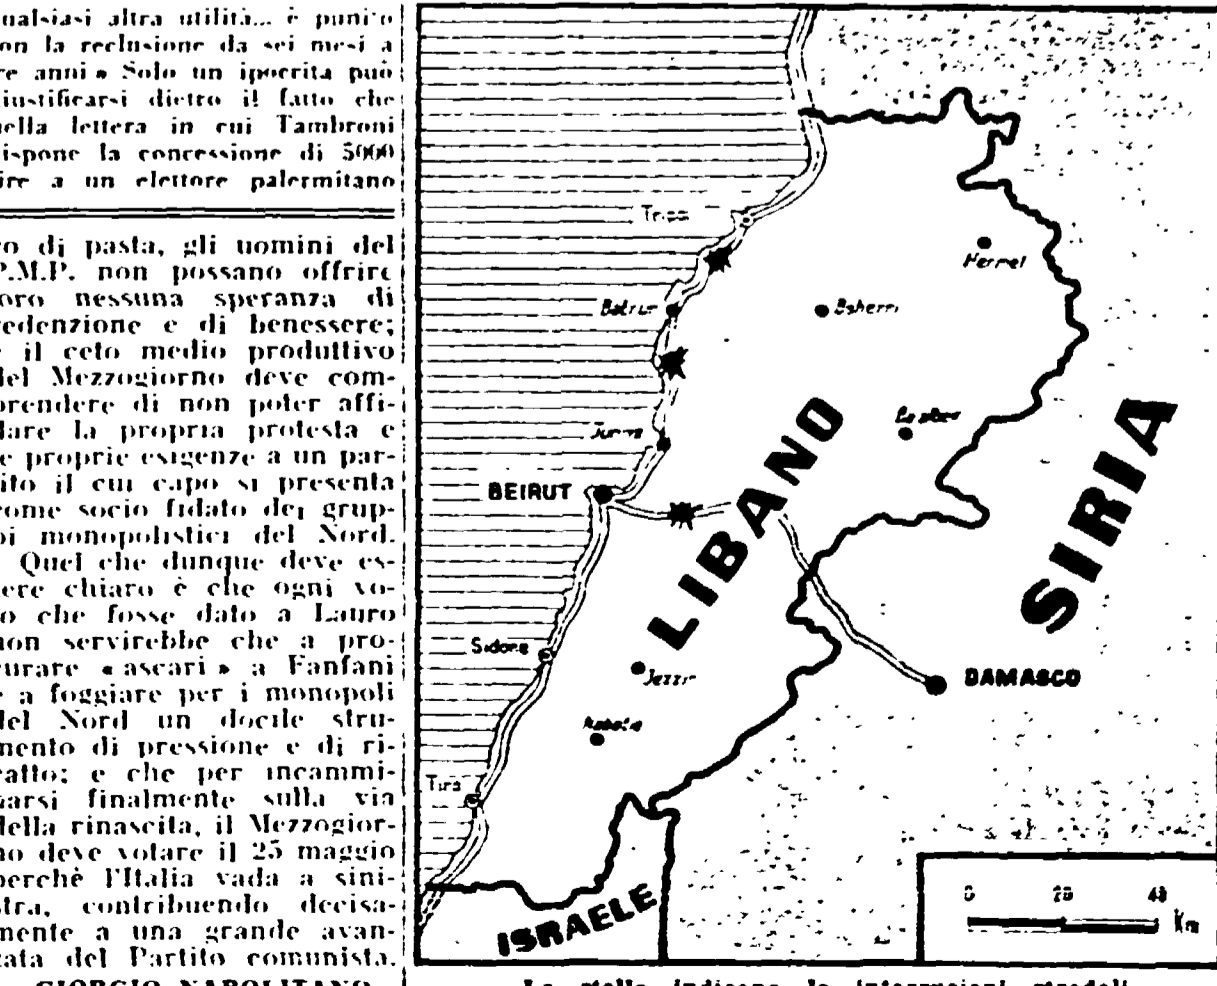 qualsiasi altra utilità... è punito
con la reclusione da sei mesi a
tre anni» Solo un ipocrita può
giustificarsi dietro il fatto che
nella lettera in cui Tambroni
dispone la concessione di 5000
lire a un elettore palermitano
ro di pasta, gli uomini del
P.M.P. non possano offrire
loro nessuna speranza di
redenzione e di benessere;
e il ceto medio produttivo
del Mezzogiorno deve com-
prendere di non poter affi-
dare la propria protesta e
le proprie esigenze a un par-
tito il cui capo si presenta
come socio fidato dei grup-
pi monopolistici del Nord.
Quel che dunque deve es-
sere chiaro è che ogni vo-
to che fosse dato a Lauro
non servirebbe che a pro-
curare «ascari» a Fanfani
e a foggiare per i monopoli
del Nord un docile stru-
mento di pressione e di ri-
catto; e che per incammi-
narsi finalmente sulla via
della rinascita, il Mezzogior-
no deve votare il 25 maggio
perchè l'Italia vada a sini-
stra, contribuendo decisa-
mente a una grande avan-
zata del Partito comunista.
GIORGIO NAPOLITANO
Batrun
Bsherri
Hermel
BEIRUT
LIBANO
SIRIA
Sidone
Jezzin
DAMASCO
Tiro
ISRAELE
0 20 40
Km
Le stelle indicano le interruzioni stradali